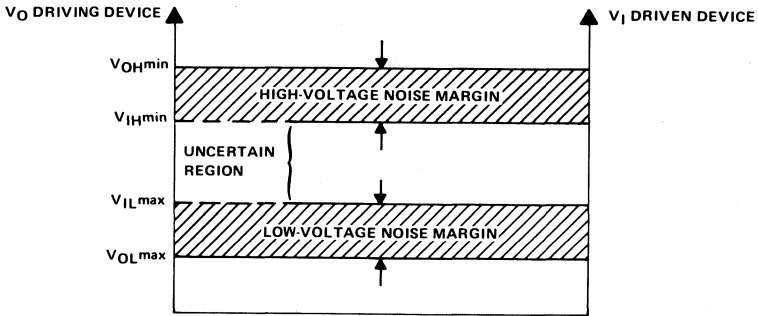 VO DRIVING DEVICE
VI DRIVEN DEVICE
VOHmin
HIGH-VOLTAGE NOISE MARGIN
VIHmin
UNCERTAIN
REGION
VILmax
LOW-VOLTAGE NOISE MARGIN
VOLmax